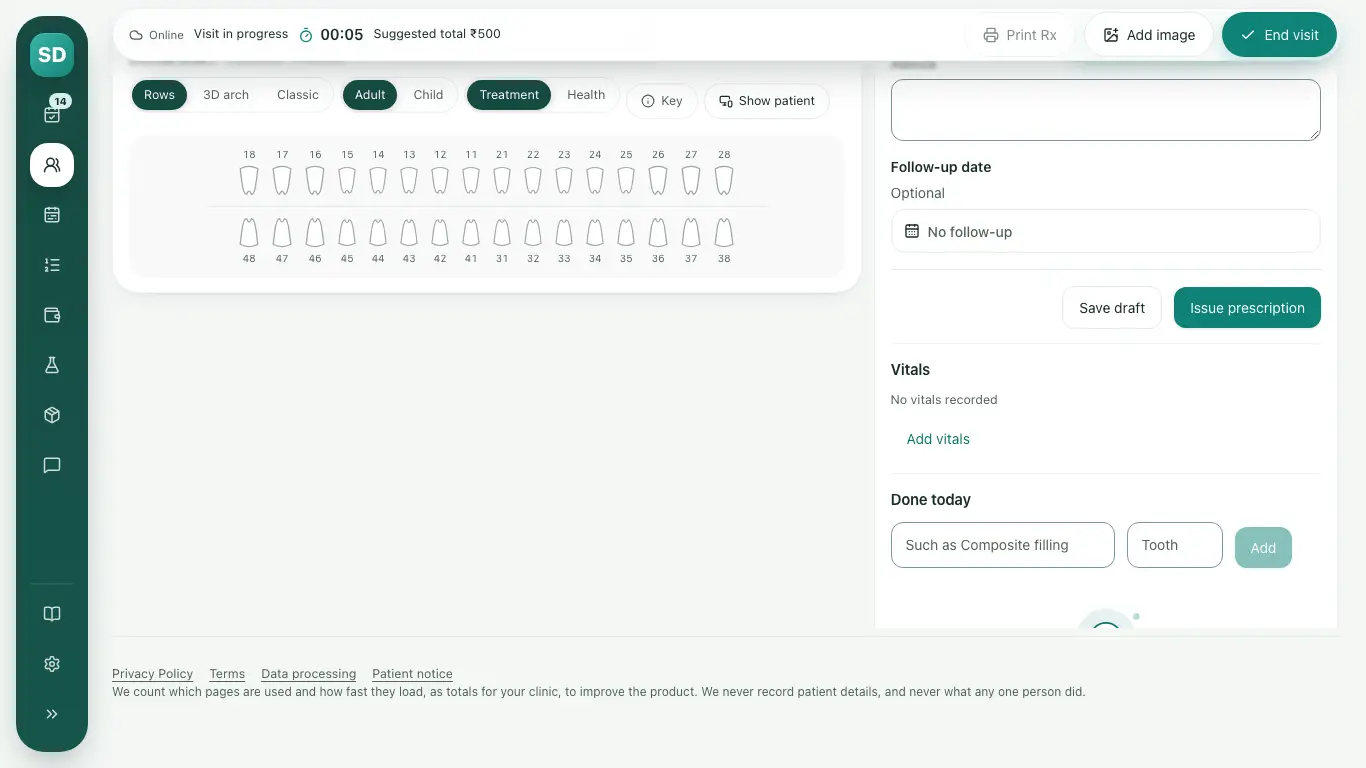 SD
14
Online Visit in progress 00:05 Suggested total ₹500
Print Rx Add image End visit
Rows 3D arch Classic Adult Child Treatment Health Key Show patient
18 17 16 15 14 13 12 11 21 22 23 24 25 26 27 28
48 47 46 45 44 43 42 41 31 32 33 34 35 36 37 38
Follow-up date
Optional
No follow-up
Save draft Issue prescription
Vitals
No vitals recorded
Add vitals
Done today
Such as Composite filling Tooth Add
Privacy Policy Terms Data processing Patient notice
We count which pages are used and how fast they load, as totals for your clinic, to improve the product. We never record patient details, and never what any one person did.